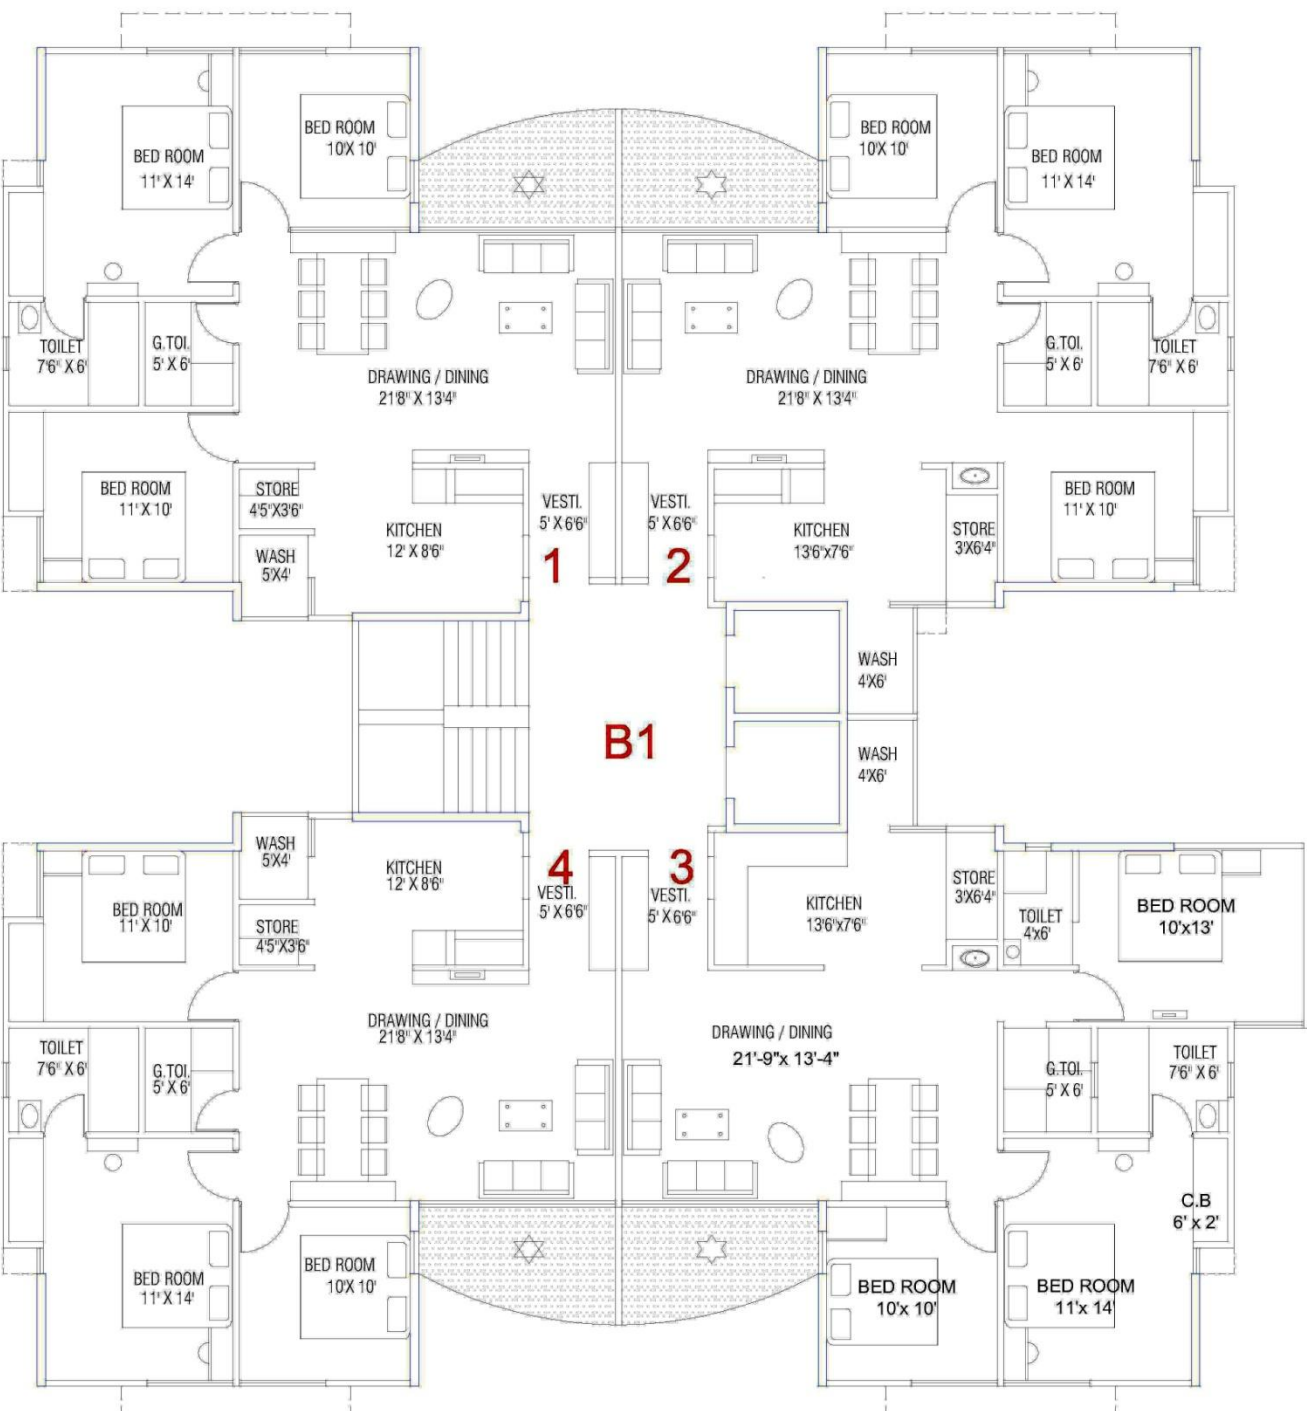 BED ROOM
11' X 14'
BED ROOM
10'X 10'
BED ROOM
10'X 10'
BED ROOM
11' X 14'
TOILET
7'6" X 6'
G.TOI.
5' X 6'
DRAWING / DINING
21'8" X 13'4"
DRAWING / DINING
21'8" X 13'4"
G.TOI.
5' X 6'
TOILET
7'6" X 6'
BED ROOM
11' X 10'
STORE
4'5"X3'6"
WASH
5'X4'
KITCHEN
12' X 8'6"
VESTI.
5' X 6'6"
1
VESTI.
5' X 6'6"
2
KITCHEN
13'6"x7'6"
STORE
3'X6'4"
BED ROOM
11' X 10'
WASH
4'X6'
B1
WASH
4'X6'
WASH
5'X4'
BED ROOM
11' X 10'
STORE
4'5"X3'6"
KITCHEN
12' X 8'6"
4
VESTI.
5' X 6'6"
3
VESTI.
5' X 6'6"
KITCHEN
13'6"x7'6"
STORE
3'X6'4"
TOILET
4'x6'
BED ROOM
10'x13'
TOILET
7'6" X 6'
G.TOI.
5' X 6'
DRAWING / DINING
21'8" X 13'4"
DRAWING / DINING
21'-9"x 13'-4"
G.TOI.
5' X 6'
TOILET
7'6" X 6'
C.B
6' x 2'
BED ROOM
11' X 14'
BED ROOM
10'X 10'
BED ROOM
10'x 10'
BED ROOM
11'x 14'